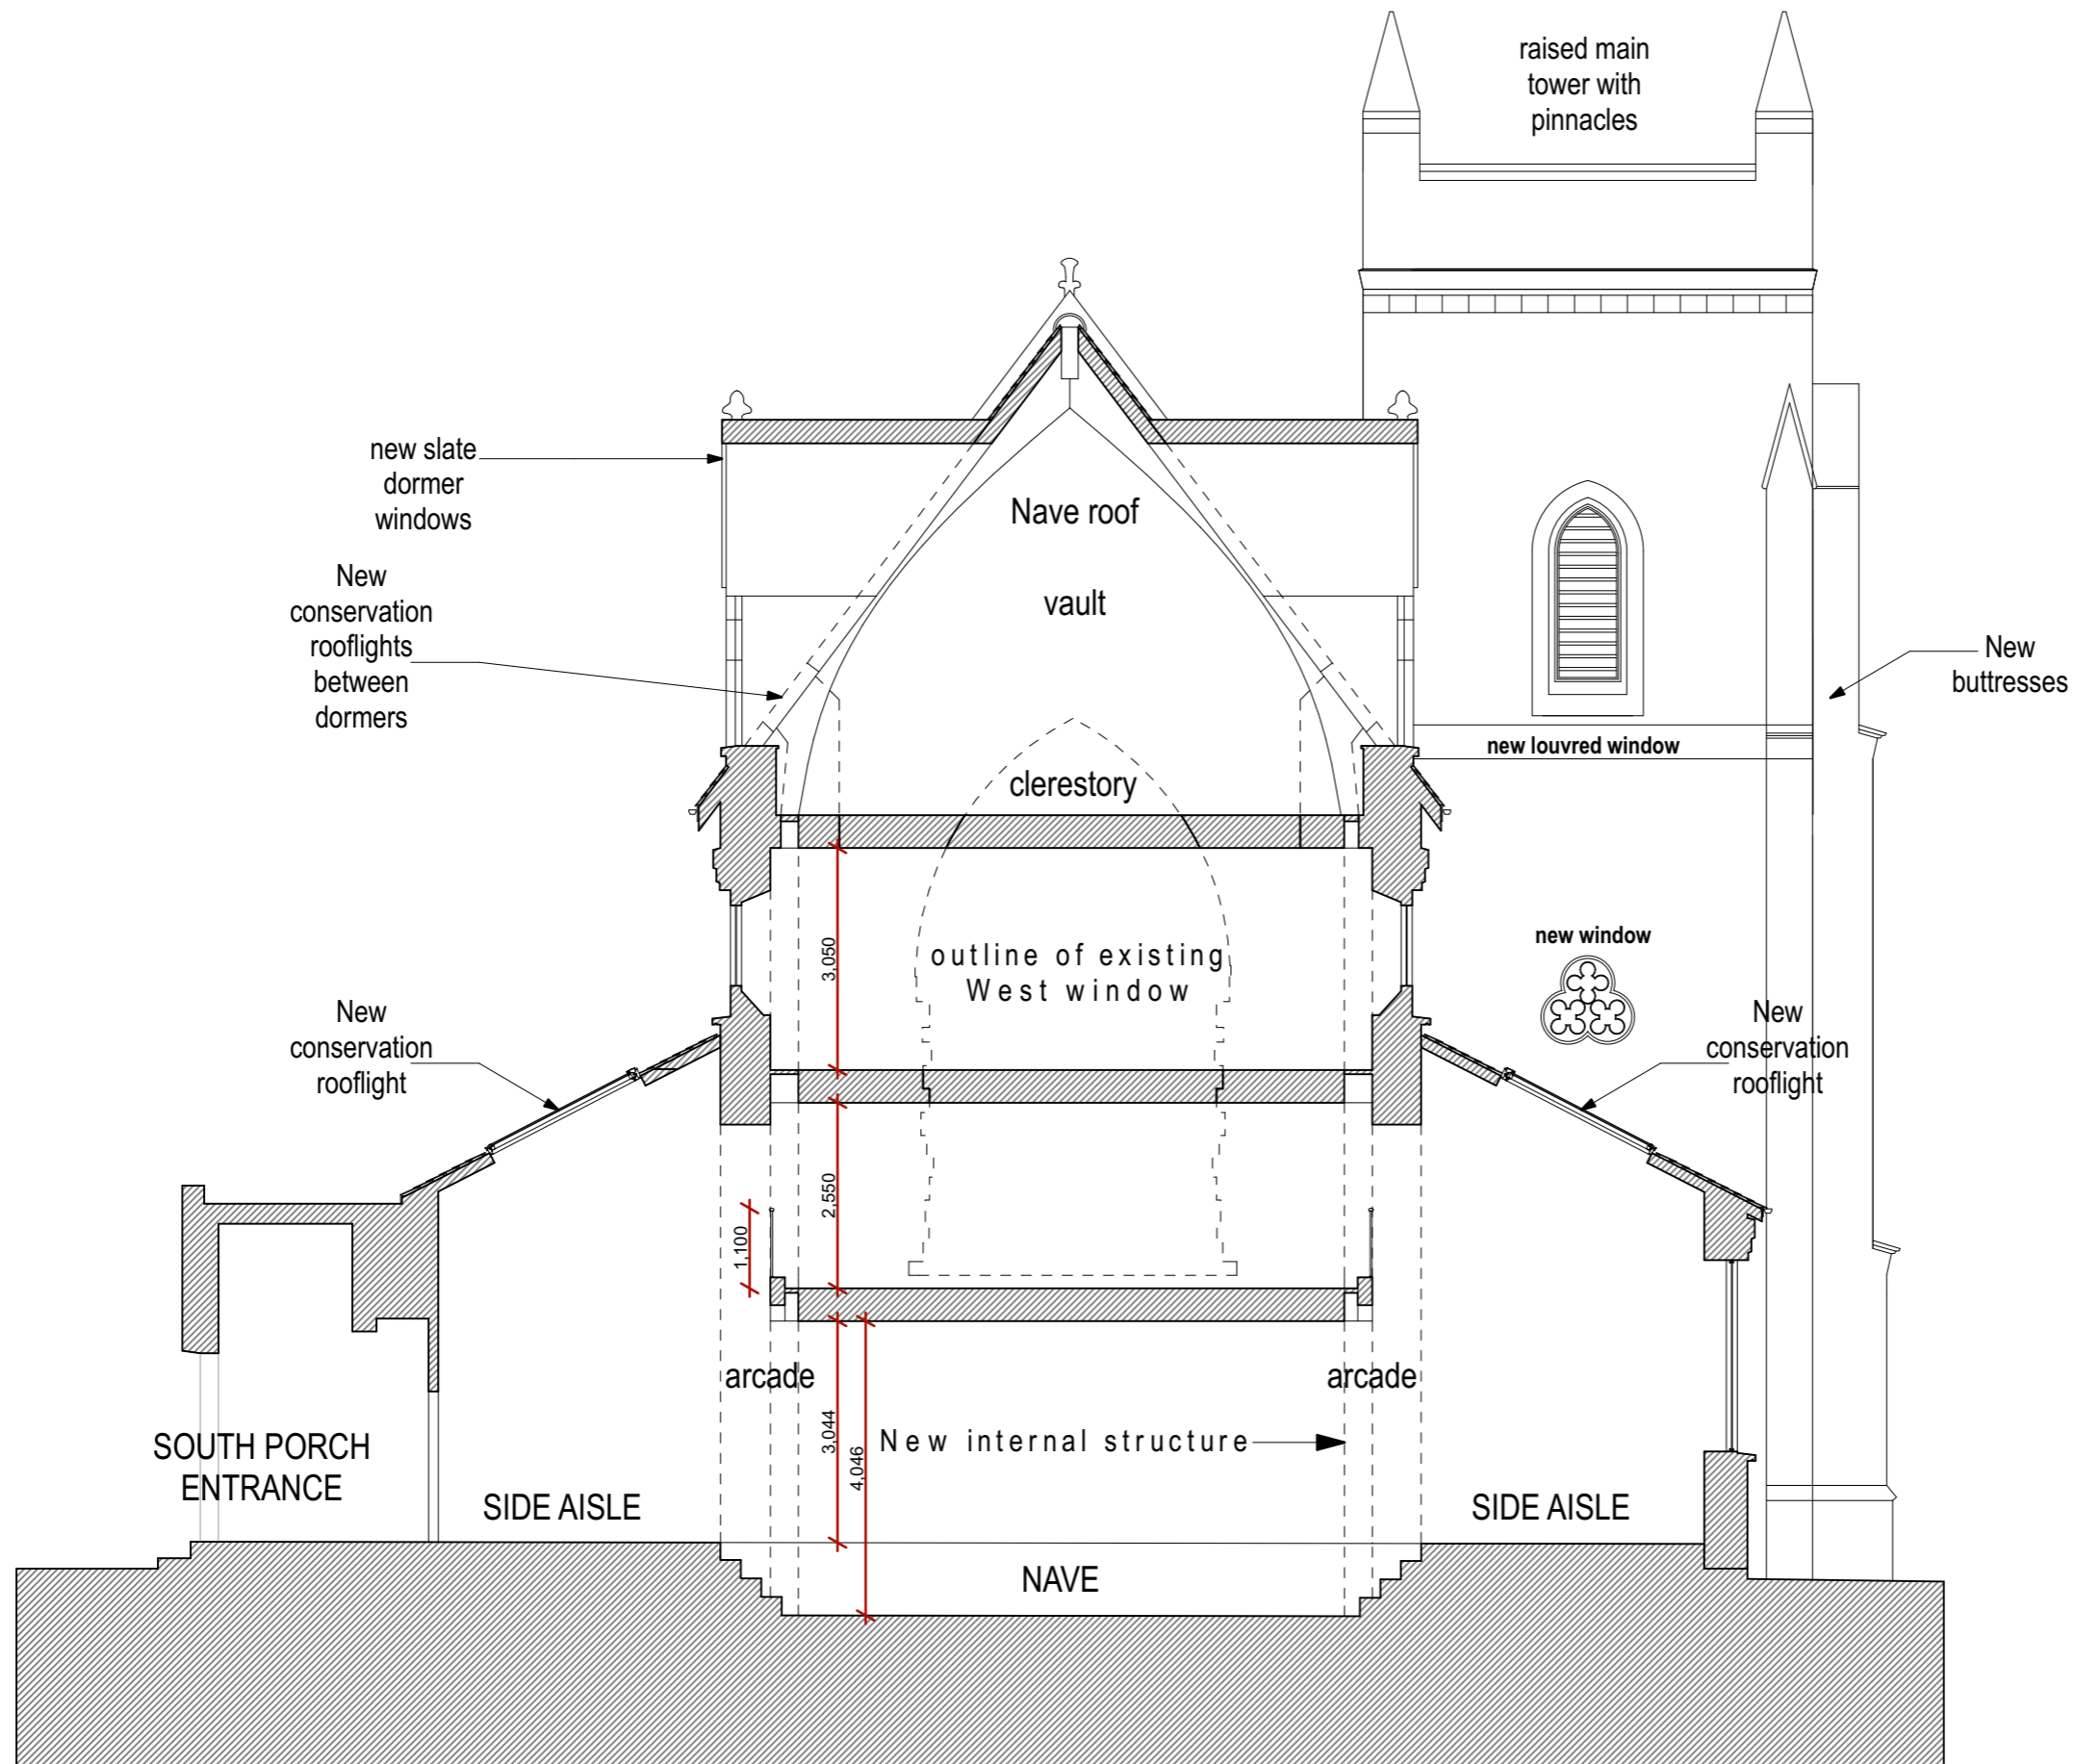 raised main
tower with
pinnacles
new slate
dormer
windows
Nave roof
vault
New
conservation
rooflights
between
dormers
New
buttresses
new louvred window
clerestory
3,050
outline of existing
West window
new window
New
conservation
rooflight
New
conservation
rooflight
2,550
1,100
arcade
arcade
3,044
4,046
New internal structure
SOUTH PORCH
ENTRANCE
SIDE AISLE
SIDE AISLE
NAVE